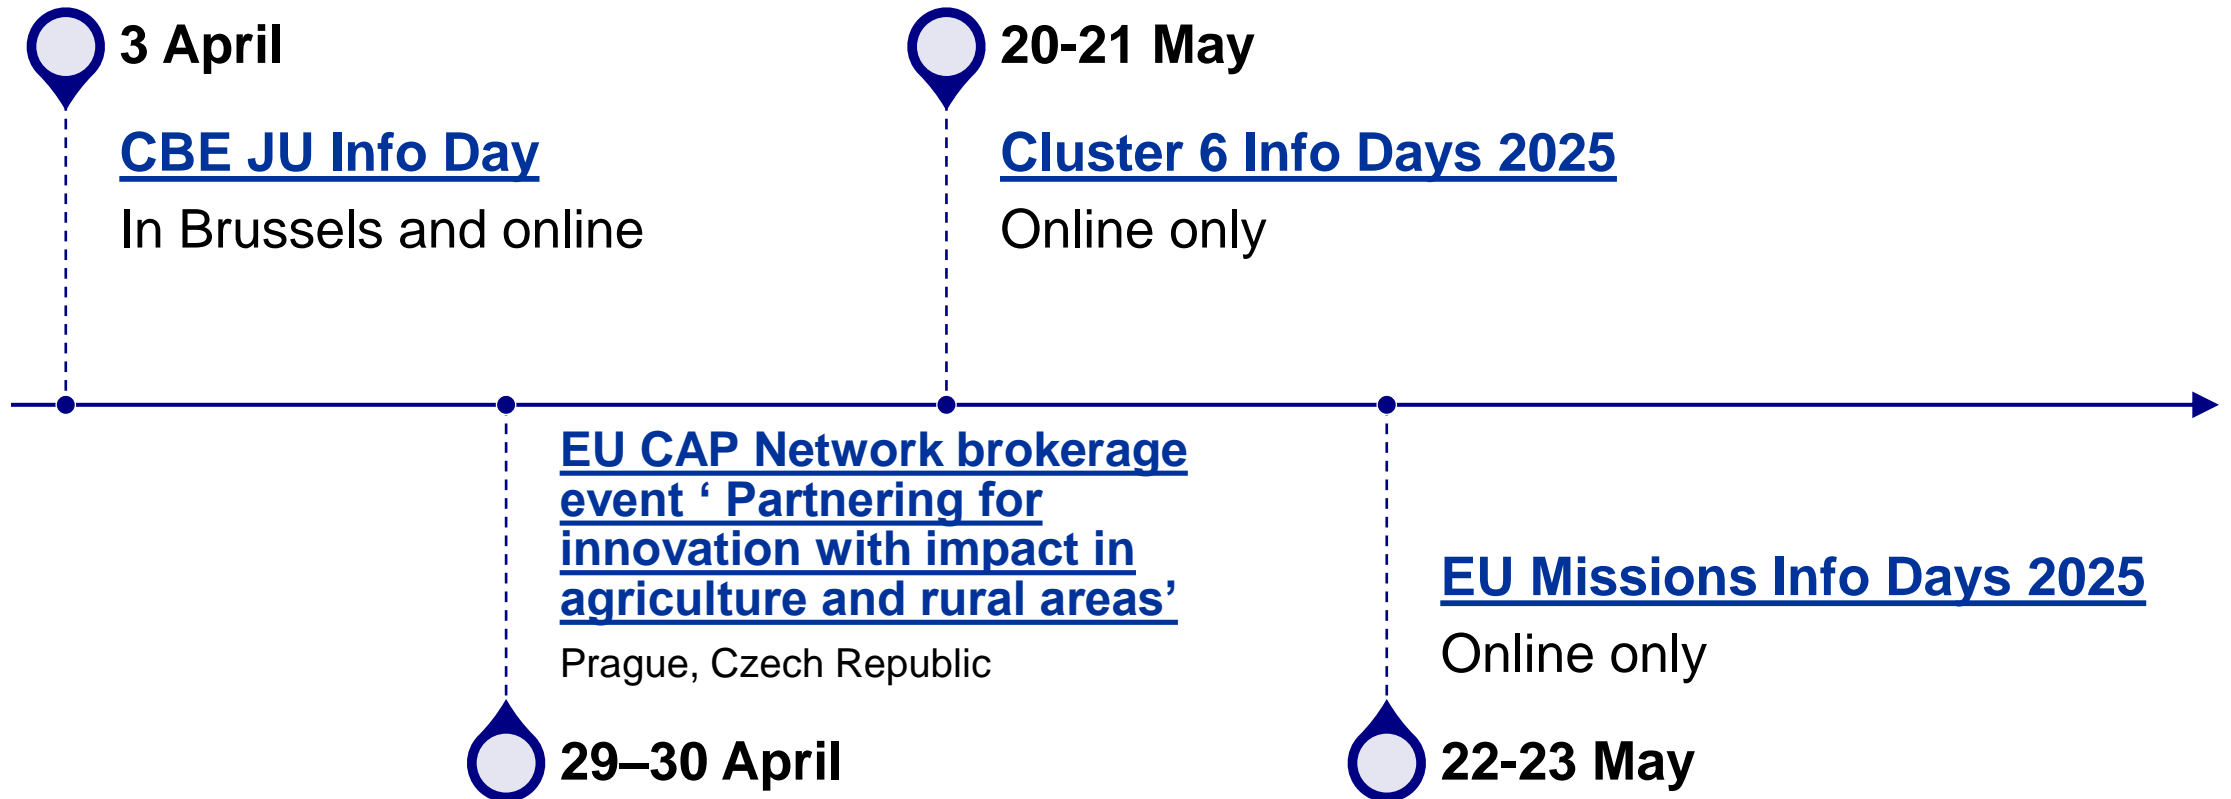 3 April
CBE JU Info Day
In Brussels and online
20-21 May
Cluster 6 Info Days 2025
Online only
EU CAP Network brokerage
event ‘ Partnering for
innovation with impact in
agriculture and rural areas’
Prague, Czech Republic
29–30 April
EU Missions Info Days 2025
Online only
22-23 May